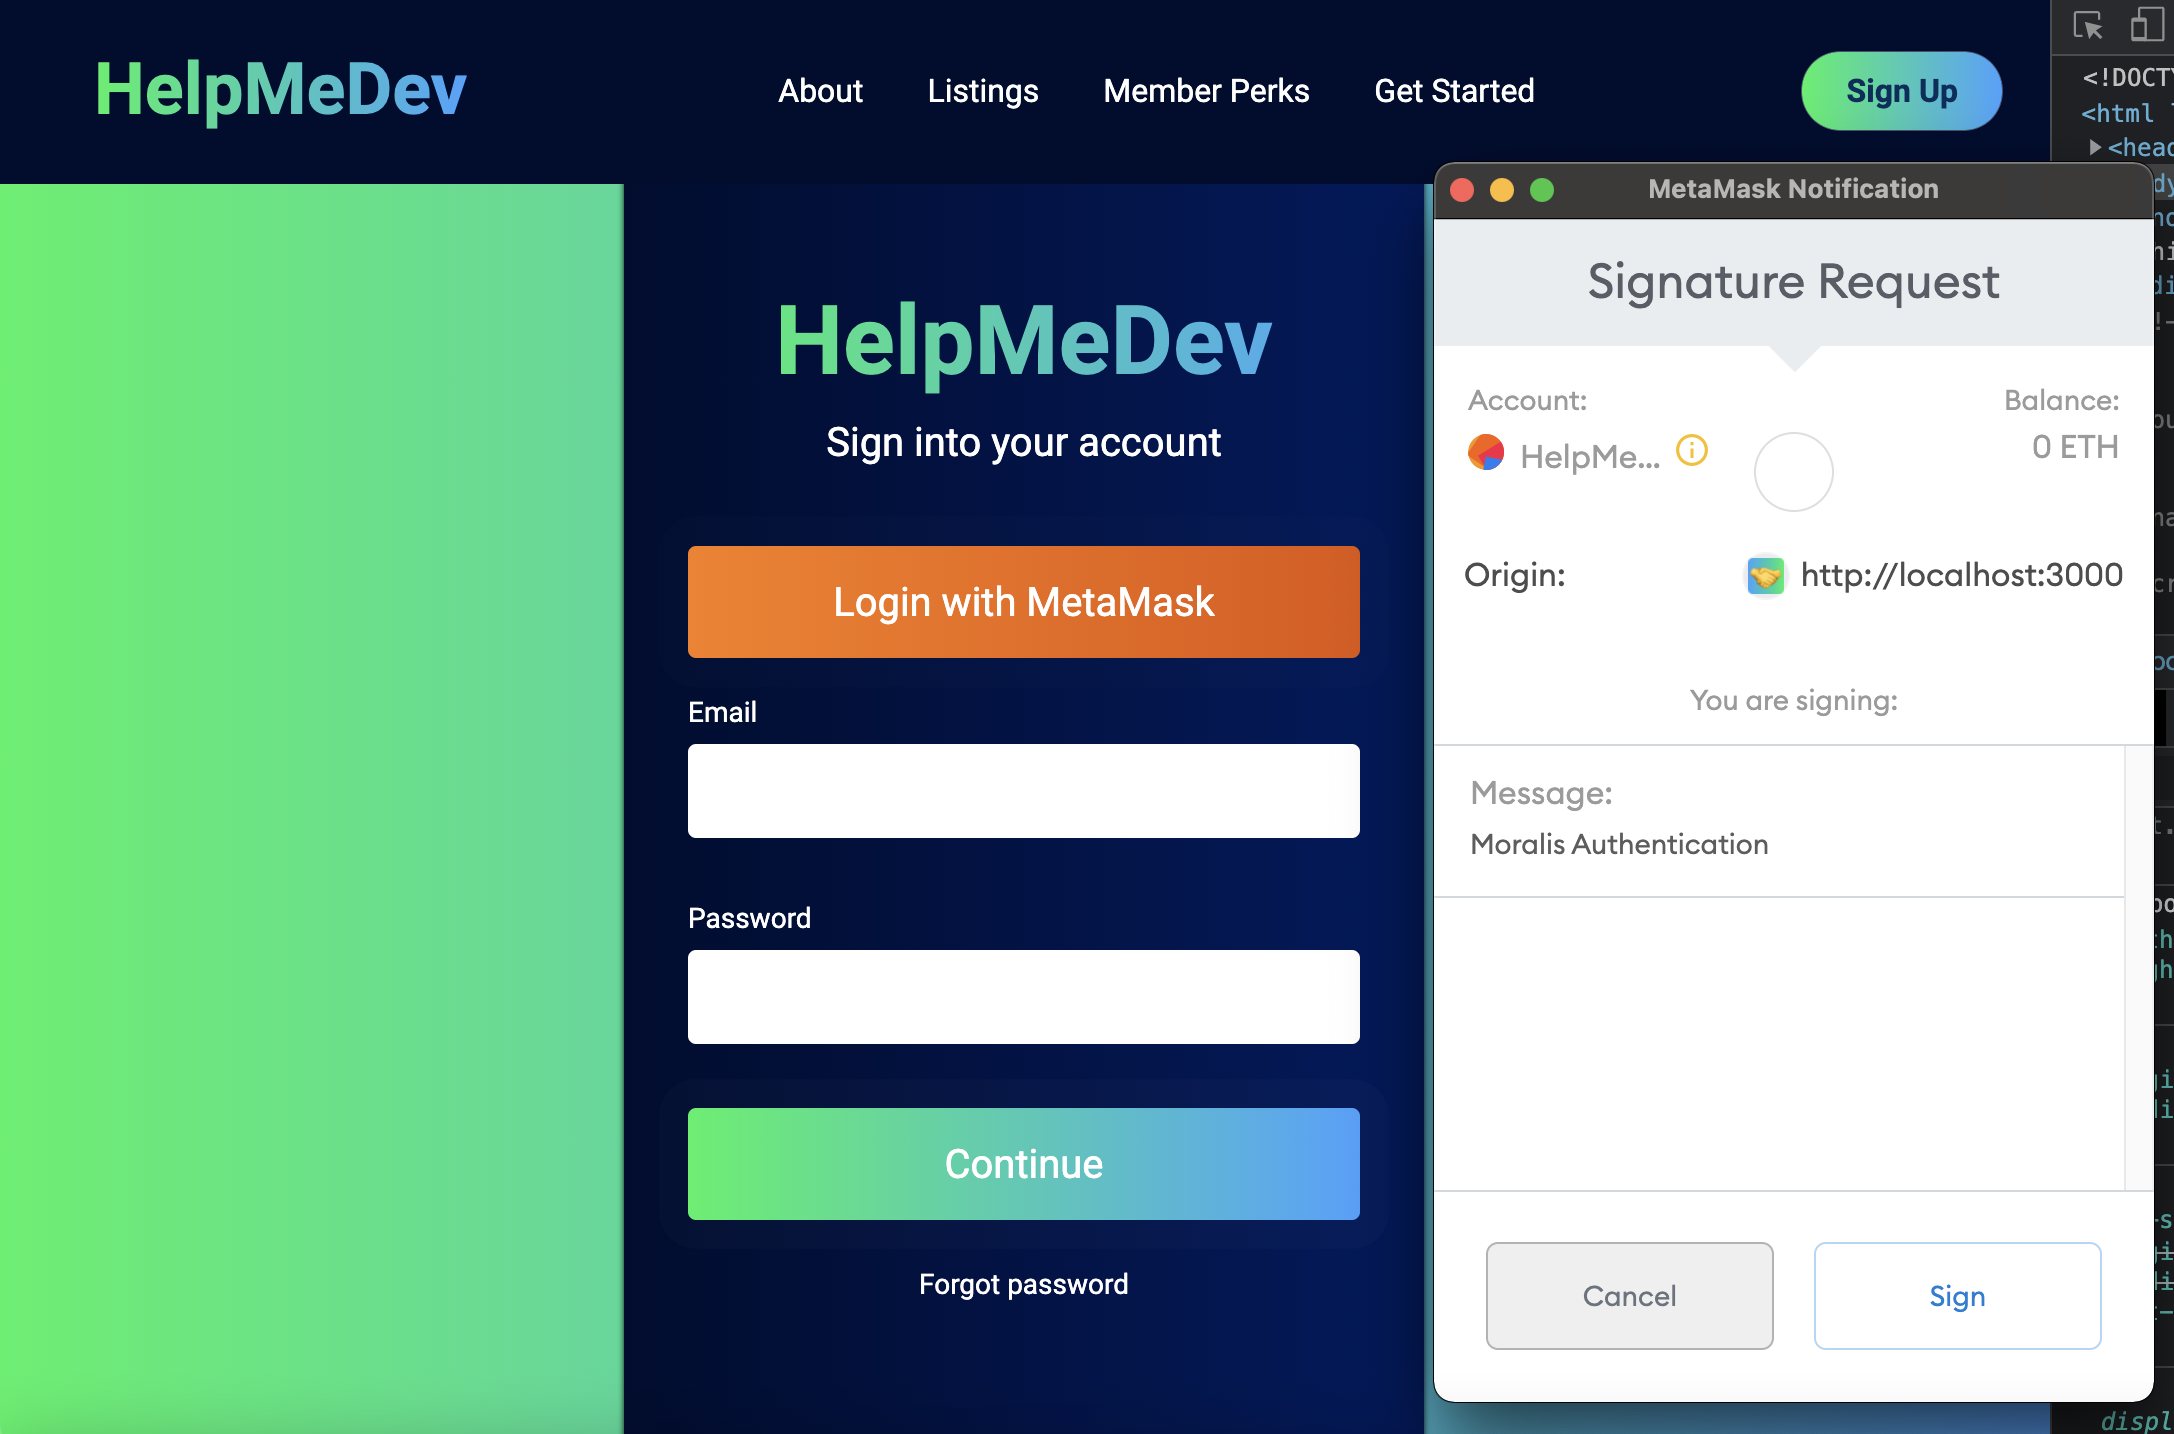 HelpMeDev
About
Listings
Member Perks
Get Started
Sign Up
HelpMeDev
Sign into your account
Login with MetaMask
Email
Password
Continue
Forgot password
MetaMask Notification
Signature Request
Account:
Balance:
HelpMe...
0 ETH
Origin:
http://localhost:3000
You are signing:
Message:
Moralis Authentication
Cancel
Sign
<!DOCTY
<html
<head
displ